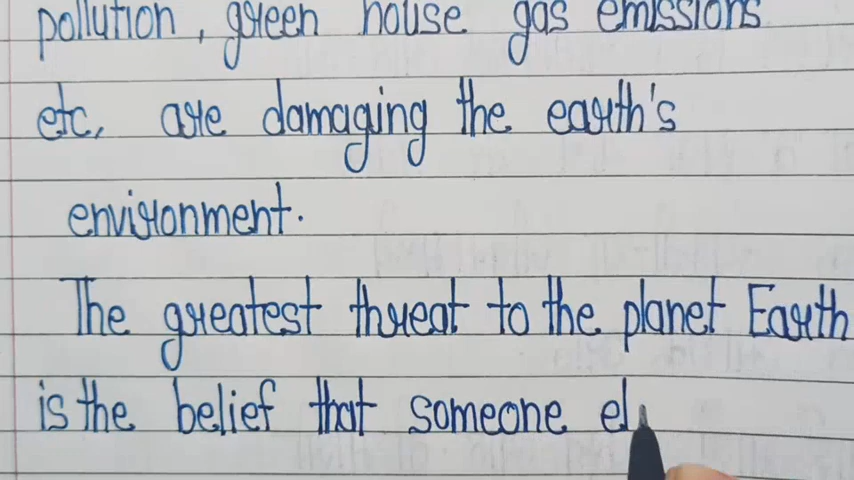 pollution, green house gas emissions
etc, are damaging the earth's
environment.
The greatest threat to the planet Earth
is the belief that someone el